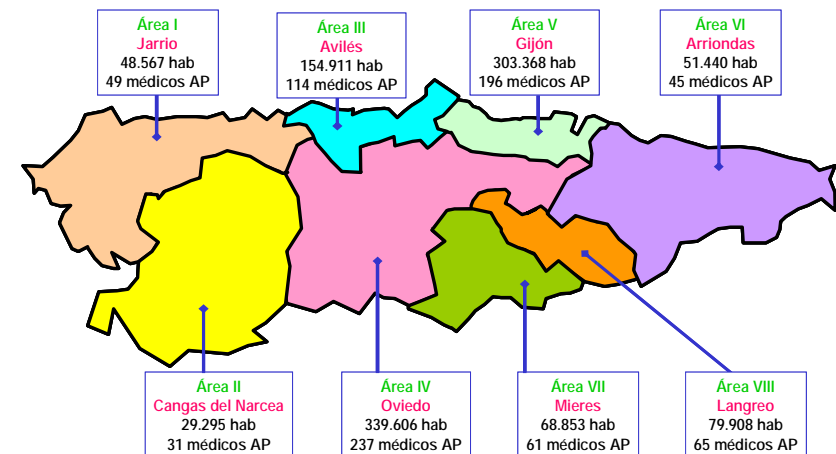 Área I
Jarrio
48.567 hab
49 médicos AP
Área III
Avilés
154.911 hab
114 médicos AP
Área V
Gijón
303.368 hab
196 médicos AP
Área VI
Arriondas
51.440 hab
45 médicos AP
Área II
Cangas del Narcea
29.295 hab
31 médicos AP
Área IV
Oviedo
339.606 hab
237 médicos AP
Área VII
Mieres
68.853 hab
61 médicos AP
Área VIII
Langreo
79.908 hab
65 médicos AP